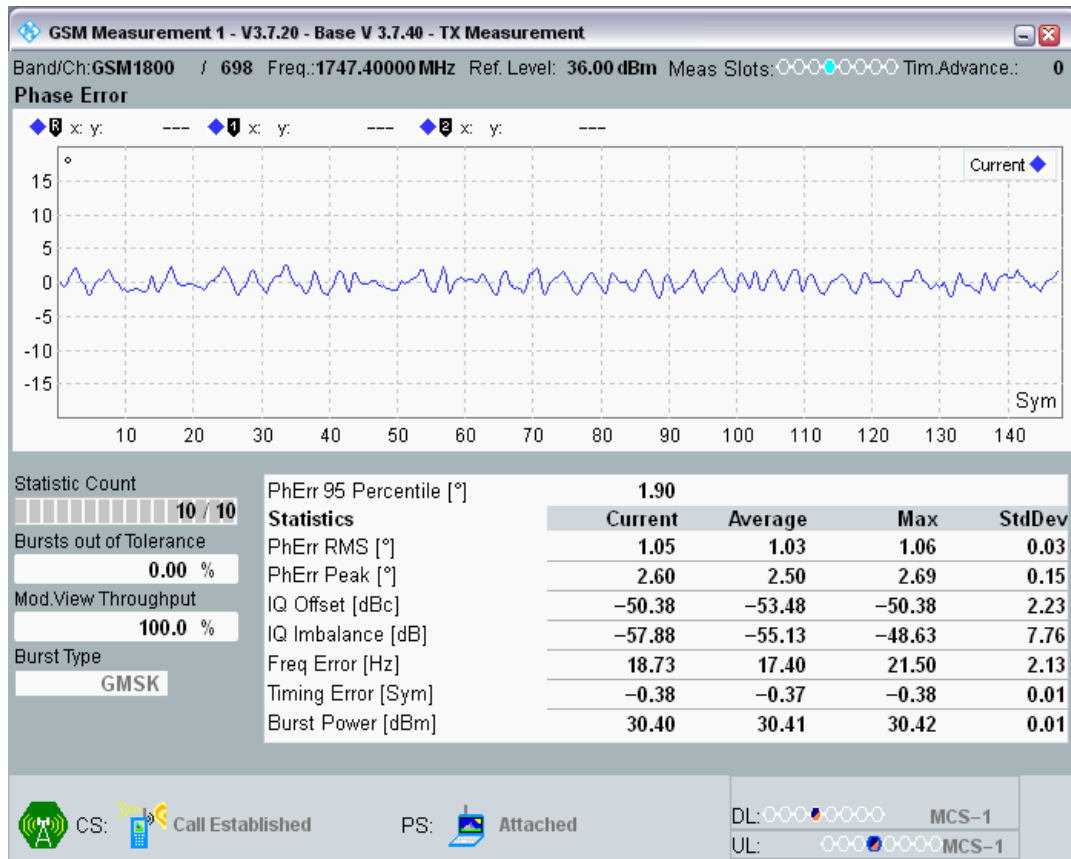 GSM Measurement 1 - V3.7.20 - Base V 3.7.40 - TX Measurement
Band/Ch:GSM1800 / 698 Freq.:1747.40000 MHz Ref. Level: 36.00 dBm Meas Slots: Tim.Advance.: 0
Phase Error
R x: y: --- 1 x: y: --- 2 x: y: ---
° Current
15
10
5
0
-5
-10
-15
Sym
10 20 30 40 50 60 70 80 90 100 110 120 130 140
Statistic Count
10 / 10
Bursts out of Tolerance
0.00 %
Mod.View Throughput
100.0 %
Burst Type
GMSK
PhErr 95 Percentile [°] 1.90
Statistics Current Average Max StdDev
PhErr RMS [°] 1.05 1.03 1.06 0.03
PhErr Peak [°] 2.60 2.50 2.69 0.15
IQ Offset [dBc] −50.38 −53.48 −50.38 2.23
IQ Imbalance [dB] −57.88 −55.13 −48.63 7.76
Freq Error [Hz] 18.73 17.40 21.50 2.13
Timing Error [Sym] −0.38 −0.37 −0.38 0.01
Burst Power [dBm] 30.40 30.41 30.42 0.01
CS: Call Established PS: Attached
DL: MCS−1
UL: MCS−1